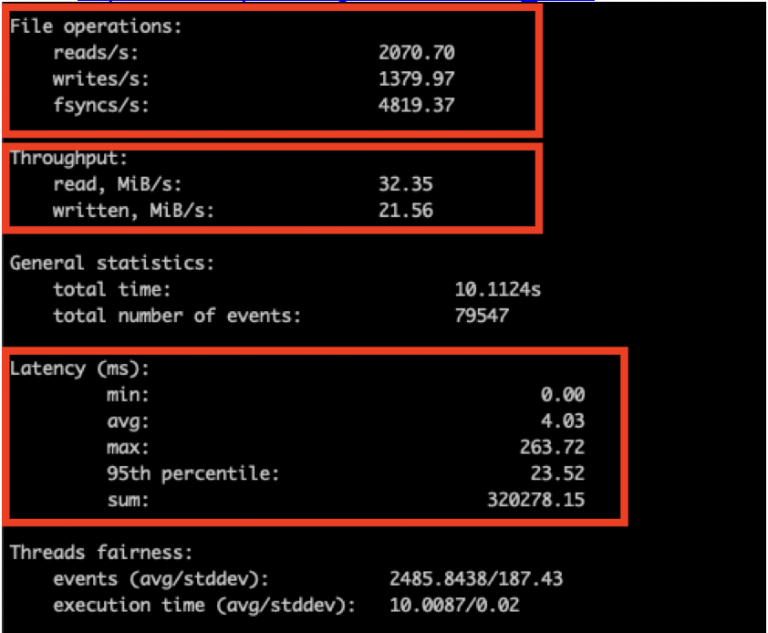 File operations:
reads/s: 2070.70
writes/s: 1379.97
fsyncs/s: 4819.37
Throughput:
read, MiB/s: 32.35
written, MiB/s: 21.56
General statistics:
total time: 10.1124s
total number of events: 79547
Latency (ms):
min: 0.00
avg: 4.03
max: 263.72
95th percentile: 23.52
sum: 320278.15
Threads fairness:
events (avg/stddev): 2485.8438/187.43
execution time (avg/stddev): 10.0087/0.02